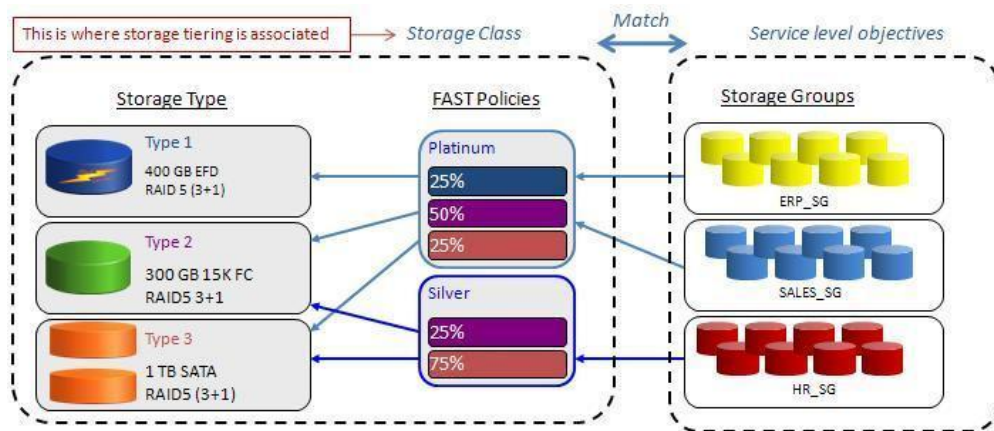 This is where storage tiering is associated
Storage Class
Match
Service level objectives
Storage Type
FAST Policies
Storage Groups
Type 1
400 GB EFD
RAID 5 (3+1)
Type 2
300 GB 15K FC
RAID5 3+1
Type 3
1 TB SATA
RAID5 (3+1)
Platinum
25%
50%
25%
Silver
25%
75%
ERP_SG
SALES_SG
HR_SG